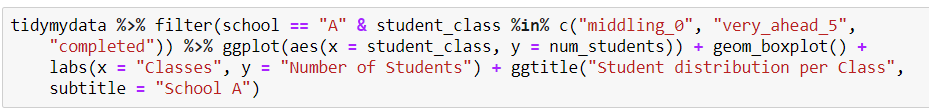 tidymydata %>% filter(school == "A" & student_class %in% c("middling_0", "very_ahead_5",
"completed")) %>% ggplot(aes(x = student_class, y = num_students)) + geom_boxplot() +
labs(x = "Classes", y = "Number of Students") + ggtitle("Student distribution per Class",
subtitle = "School A")